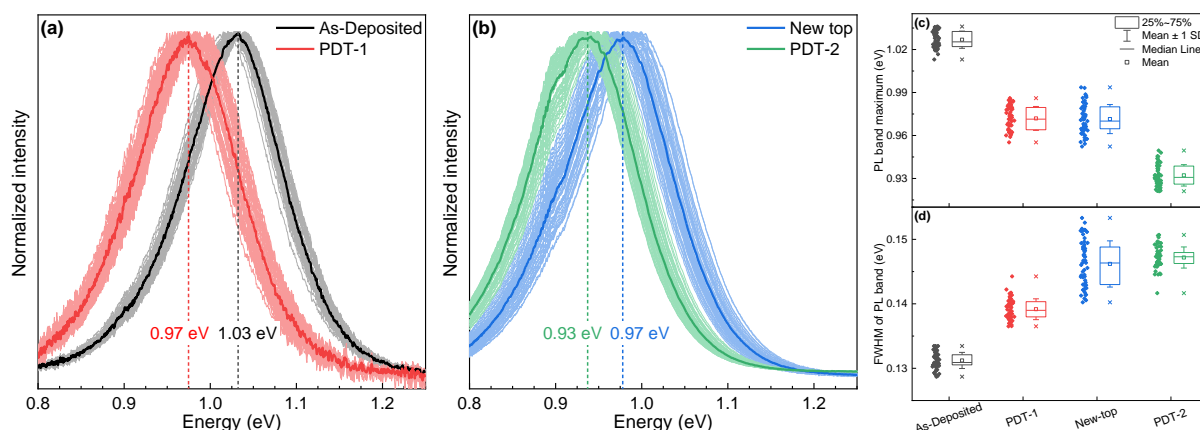 (a)
As-Deposited
PDT-1
Normalized intensity
0.97 eV
1.03 eV
0.8
0.9
1.0
1.1
1.2
Energy (eV)
(b)
New top
PDT-2
Normalized intensity
0.93 eV
0.97 eV
0.8
0.9
1.0
1.1
1.2
Energy (eV)
(c)
25%~75%
Mean ± 1 SD
Median Line
Mean
PL band maximum (eV)
1.02
0.99
0.96
0.93
(d)
FWHM of PL band (eV)
0.15
0.14
0.13
As-Deposited
PDT-1
New-top
PDT-2